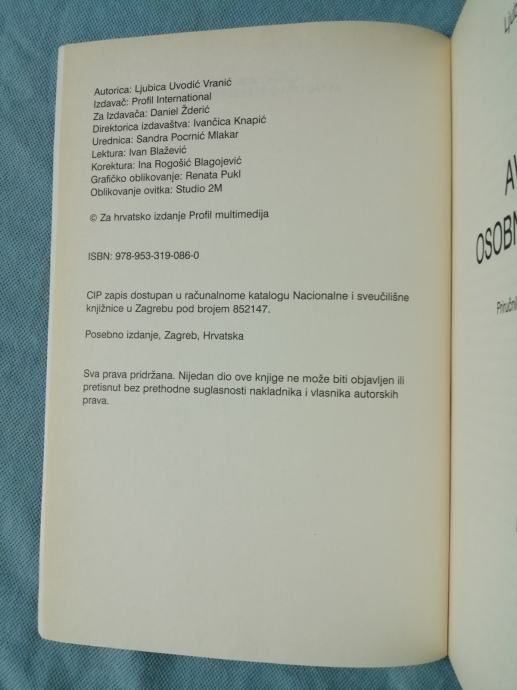 Autorica: Ljubica Uvodić Vranić
Izdavač: Profil International
Za Izdavača: Daniel Žderić
Direktorica izdavaštva: Ivančica Knapić
Urednica: Sandra Pocrnić Mlakar
Lektura: Ivan Blažević
Korektura: Ina Rogošić Blagojević
Grafičko oblikovanje: Renata Pukl
Oblikovanje ovitka: Studio 2M
© Za hrvatsko izdanje Profil multimedija
ISBN: 978-953-319-086-0
CIP zapis dostupan u računalnome katalogu Nacionalne i sveučilišne
knjižnice u Zagrebu pod brojem 852147.
Posebno izdanje, Zagreb, Hrvatska
Sva prava pridržana. Nijedan dio ove knjige ne može biti objavljen ili
pretisnut bez prethodne suglasnosti nakladnika i vlasnika autorskih
prava.